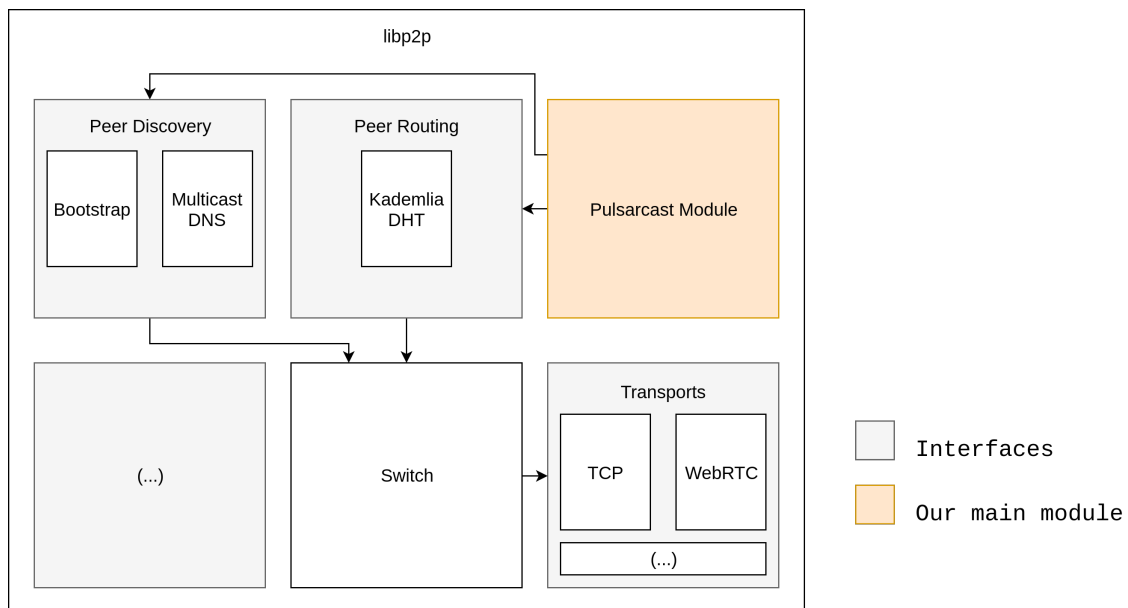 libp2p
Peer Discovery
Bootstrap
Multicast
DNS
Peer Routing
Kademlia
DHT
Pulsarcast Module
(...)
Switch
Transports
TCP
WebRTC
(...)
Interfaces
Our main module